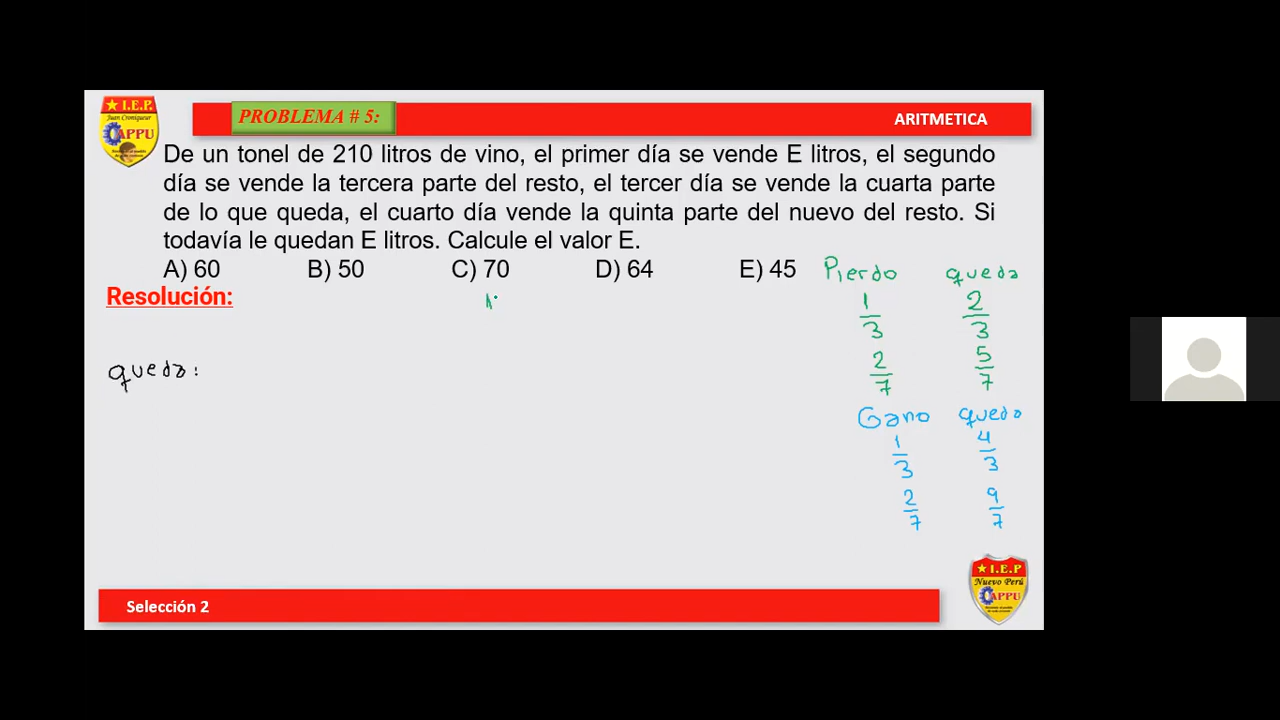 ★ I.E.P.
Juan Croniqueur
CAPPU
PROBLEMA # 5:
ARITMETICA
De un tonel de 210 litros de vino, el primer día se vende E litros, el segundo
día se vende la tercera parte del resto, el tercer día se vende la cuarta parte
de lo que queda, el cuarto día vende la quinta parte del nuevo del resto. Si
todavía le quedan E litros. Calcule el valor E.
A) 60 B) 50 C) 70 D) 64 E) 45
Resolución:
queda:
Pierdo queda
1/3 2/3
2/7 5/7
Gano queda
1/3 4/3
2/7 9/7
★ I.E.P
Nuevo Perú
CAPPU
Selección 2